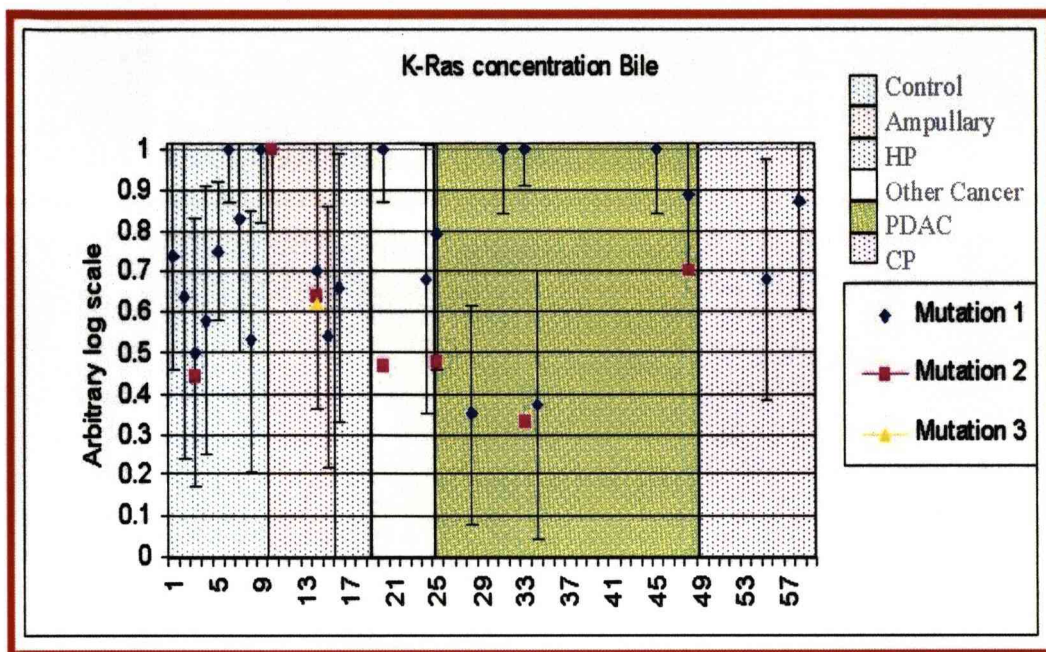 K-Ras concentration Bile
Control
Ampullary
HP
Other Cancer
PDAC
CP
Mutation 1
Mutation 2
Mutation 3
Arbitrary log scale
1
0.9
0.8
0.7
0.6
0.5
0.4
0.3
0.2
0.1
0
1 5 9 13 17 21 25 29 33 37 41 45 49 53 57